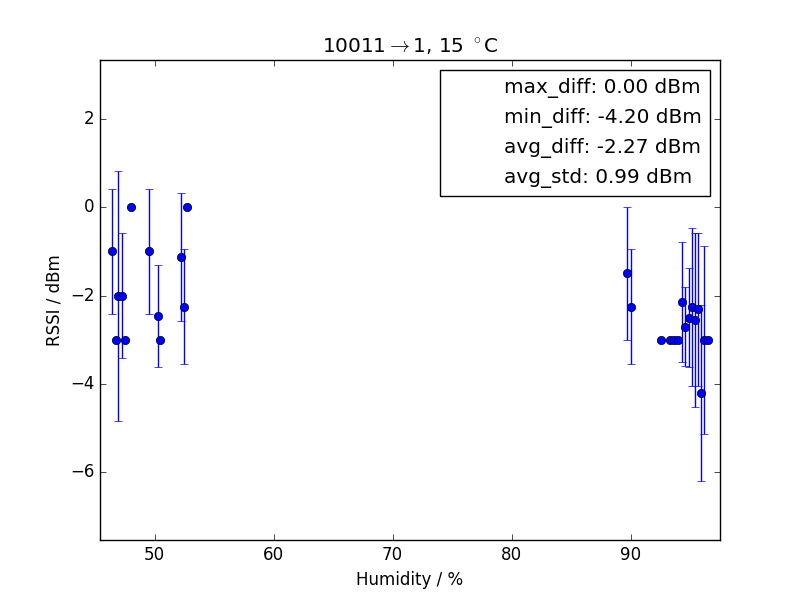 10011→1, 15 °C
max_diff: 0.00 dBm
min_diff: -4.20 dBm
avg_diff: -2.27 dBm
avg_std: 0.99 dBm
RSSI / dBm
2
0
−2
−4
−6
50 60 70 80 90
Humidity / %